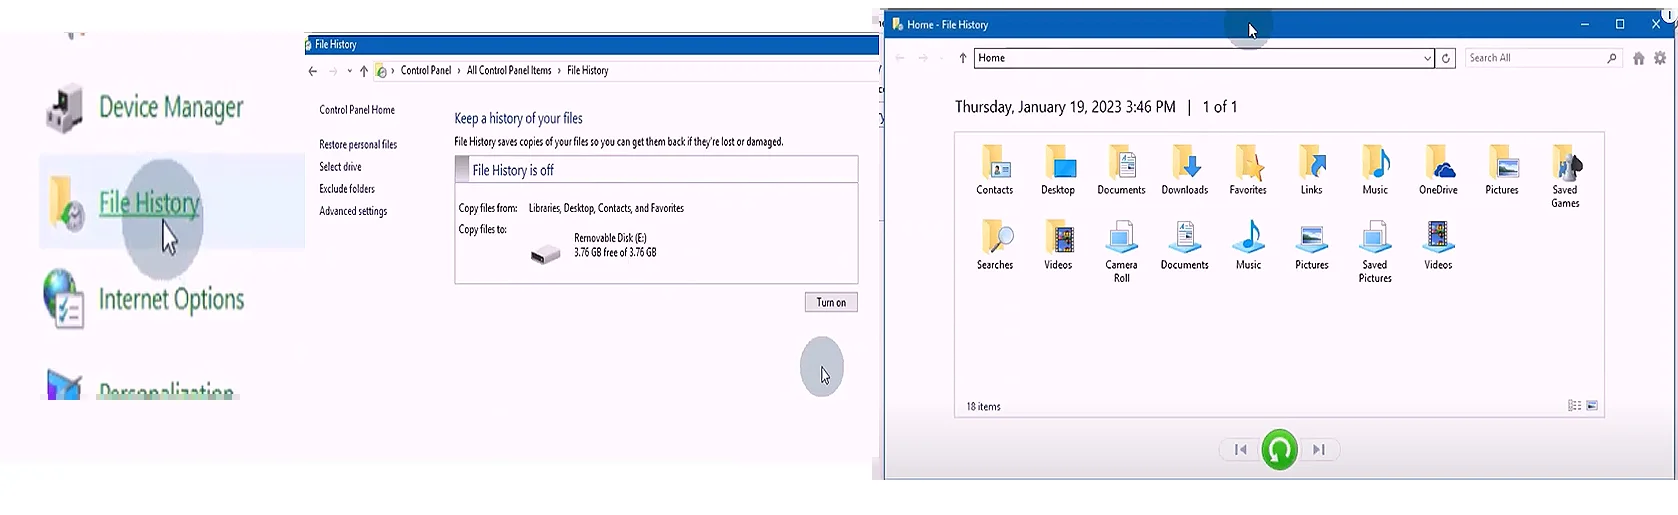 Device Manager
File History
Internet Options
Personalization
File History
Control Panel > All Control Panel Items > File History
Control Panel Home
Restore personal files
Select drive
Exclude folders
Advanced settings
Keep a history of your files
File History saves copies of your files so you can get them back if they're lost or damaged.
File History is off
Copy files from: Libraries, Desktop, Contacts, and Favorites
Copy files to:
Removable Disk (E:)
3.76 GB free of 3.76 GB
Turn on
Home - File History
Home
Search All
Thursday, January 19, 2023 3:46 PM | 1 of 1
Contacts Desktop Documents Downloads Favorites Links Music OneDrive Pictures Saved Games
Searches Videos Camera Roll Documents Music Pictures Saved Pictures Videos
18 items